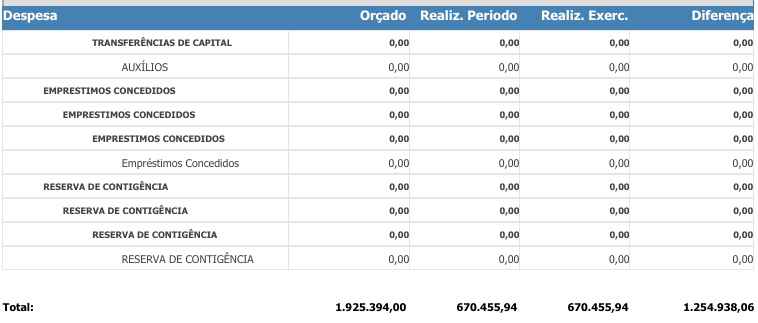 Despesa Orçado Realiz. Periodo Realiz. Exerc. Diferença
TRANSFERÊNCIAS DE CAPITAL 0,00 0,00 0,00 0,00
AUXÍLIOS 0,00 0,00 0,00 0,00
EMPRESTIMOS CONCEDIDOS 0,00 0,00 0,00 0,00
EMPRESTIMOS CONCEDIDOS 0,00 0,00 0,00 0,00
EMPRESTIMOS CONCEDIDOS 0,00 0,00 0,00 0,00
Empréstimos Concedidos 0,00 0,00 0,00 0,00
RESERVA DE CONTIGÊNCIA 0,00 0,00 0,00 0,00
RESERVA DE CONTIGÊNCIA 0,00 0,00 0,00 0,00
RESERVA DE CONTIGÊNCIA 0,00 0,00 0,00 0,00
RESERVA DE CONTIGÊNCIA 0,00 0,00 0,00 0,00
Total: 1.925.394,00 670.455,94 670.455,94 1.254.938,06